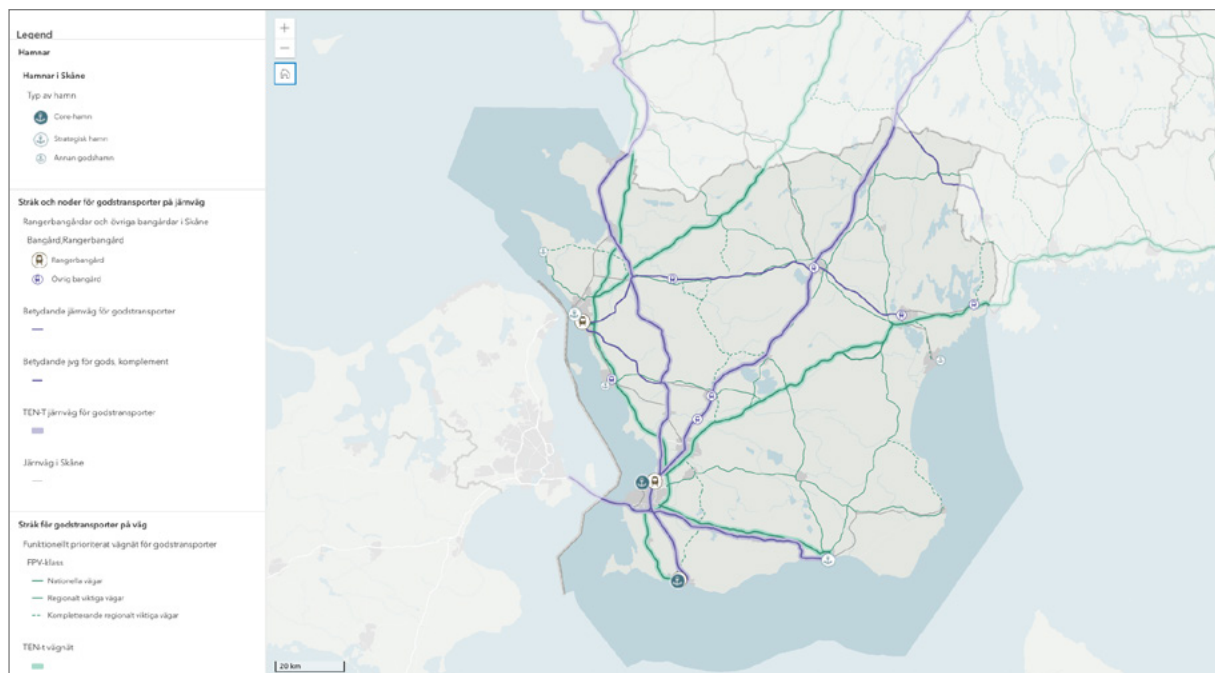 Legend
Hamnar
Hamnar i Skåne
Typ av hamn
Core-hamn
Strategisk hamn
Annan godshamn
Stråk och noder för godstransporter på järnväg
Rangerbangårdar och övriga bangårdar i Skåne
Bangård,Rangerbangård
Rangerbangård
Övrig bangård
Betydande järnväg för godstransporter
Betydande jvg för gods, komplement
TEN-T järnväg för godstransporter
Järnväg i Skåne
Stråk för godstransporter på väg
Funktionellt prioriterat vägnät för godstransporter
FPV-klass
Nationella vägar
Regionalt viktiga vägar
Kompletterande regionalt viktiga vägar
TEN-t vägnät
+
−
20 km